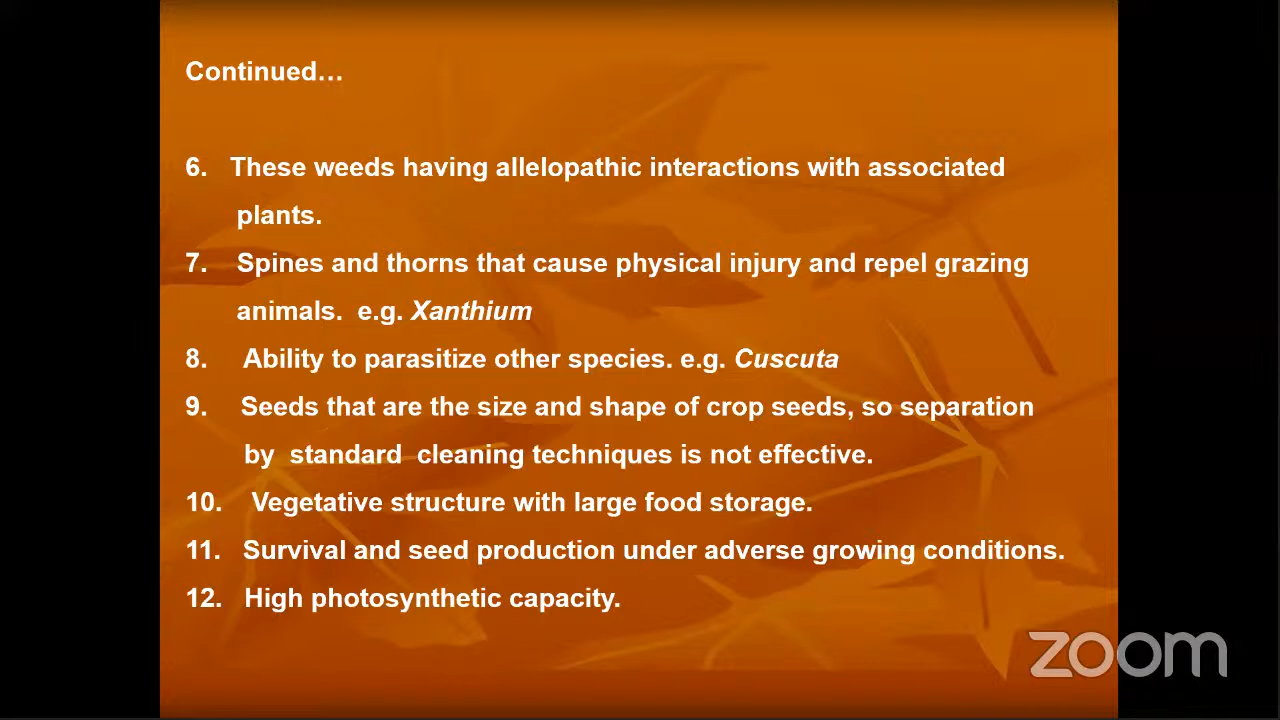 Continued…
6. These weeds having allelopathic interactions with associated
plants.
7. Spines and thorns that cause physical injury and repel grazing
animals. e.g. Xanthium
8. Ability to parasitize other species. e.g. Cuscuta
9. Seeds that are the size and shape of crop seeds, so separation
by standard cleaning techniques is not effective.
10. Vegetative structure with large food storage.
11. Survival and seed production under adverse growing conditions.
12. High photosynthetic capacity.
zoom